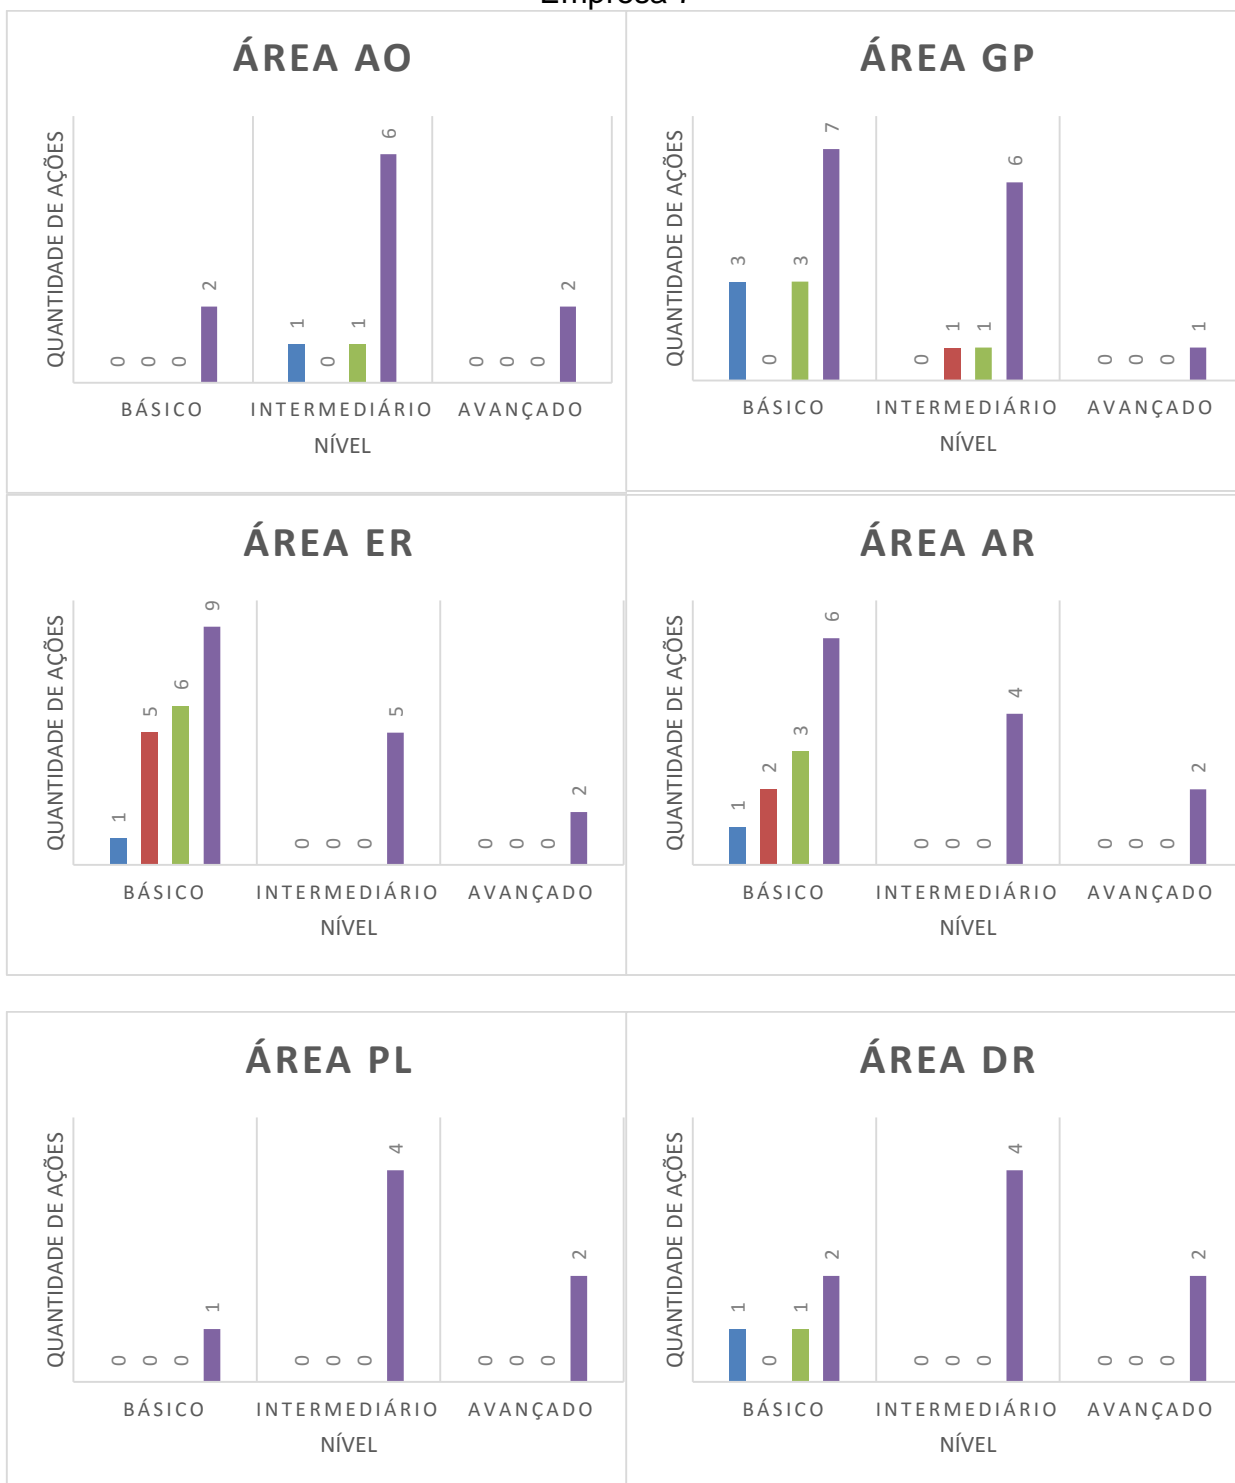 Empresa 7
ÁREA AO
QUANTIDADE DE AÇÕES
0 0 0 2
1 0 1 6
0 0 0 2
BÁSICO INTERMEDIÁRIO AVANÇADO
NÍVEL
ÁREA GP
QUANTIDADE DE AÇÕES
3 0 3 7
0 1 1 6
0 0 0 1
BÁSICO INTERMEDIÁRIO AVANÇADO
NÍVEL
ÁREA ER
QUANTIDADE DE AÇÕES
1 5 6 9
0 0 0 5
0 0 0 2
BÁSICO INTERMEDIÁRIO AVANÇADO
NÍVEL
ÁREA AR
QUANTIDADE DE AÇÕES
1 2 3 6
0 0 0 4
0 0 0 2
BÁSICO INTERMEDIÁRIO AVANÇADO
NÍVEL
ÁREA PL
QUANTIDADE DE AÇÕES
0 0 0 1
0 0 0 4
0 0 0 2
BÁSICO INTERMEDIÁRIO AVANÇADO
NÍVEL
ÁREA DR
QUANTIDADE DE AÇÕES
1 0 1 2
0 0 0 4
0 0 0 2
BÁSICO INTERMEDIÁRIO AVANÇADO
NÍVEL